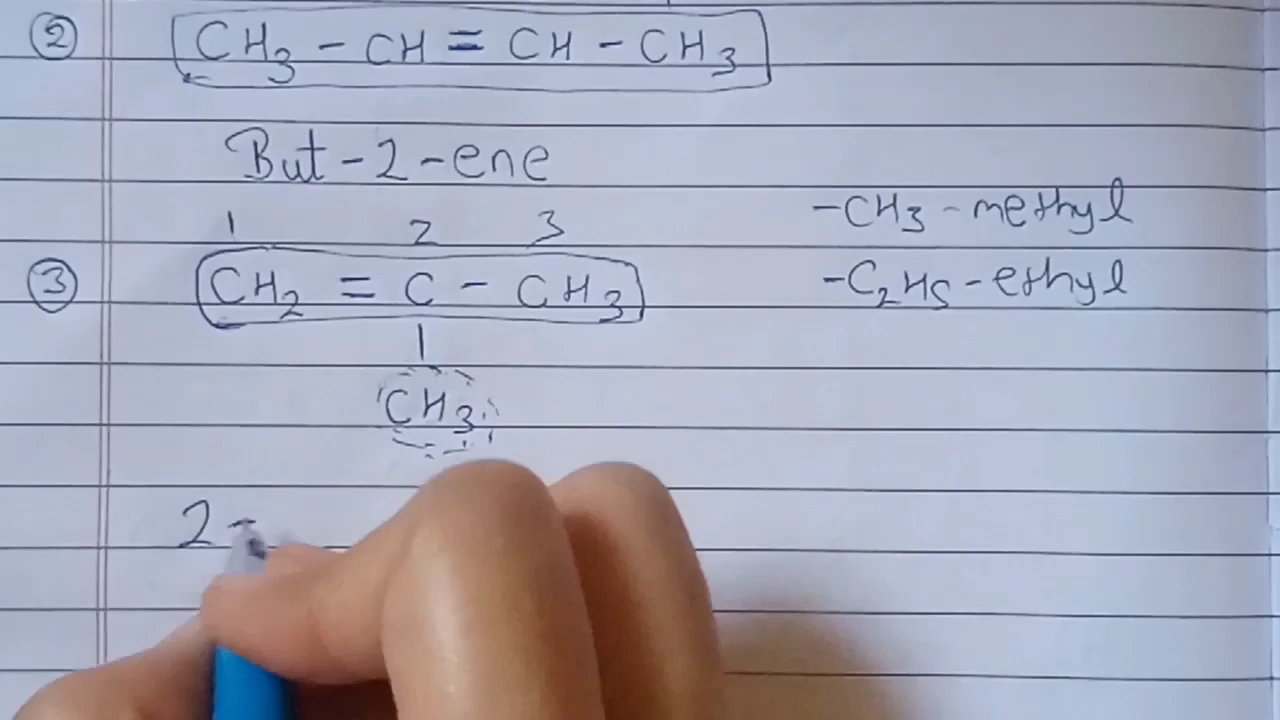 ② CH₃ - CH = CH - CH₃
But-2-ene
-CH₃ - methyl
1 2 3
③ CH₂ = C - CH₃
-C₂H₅ - ethyl
|
CH₃
2-